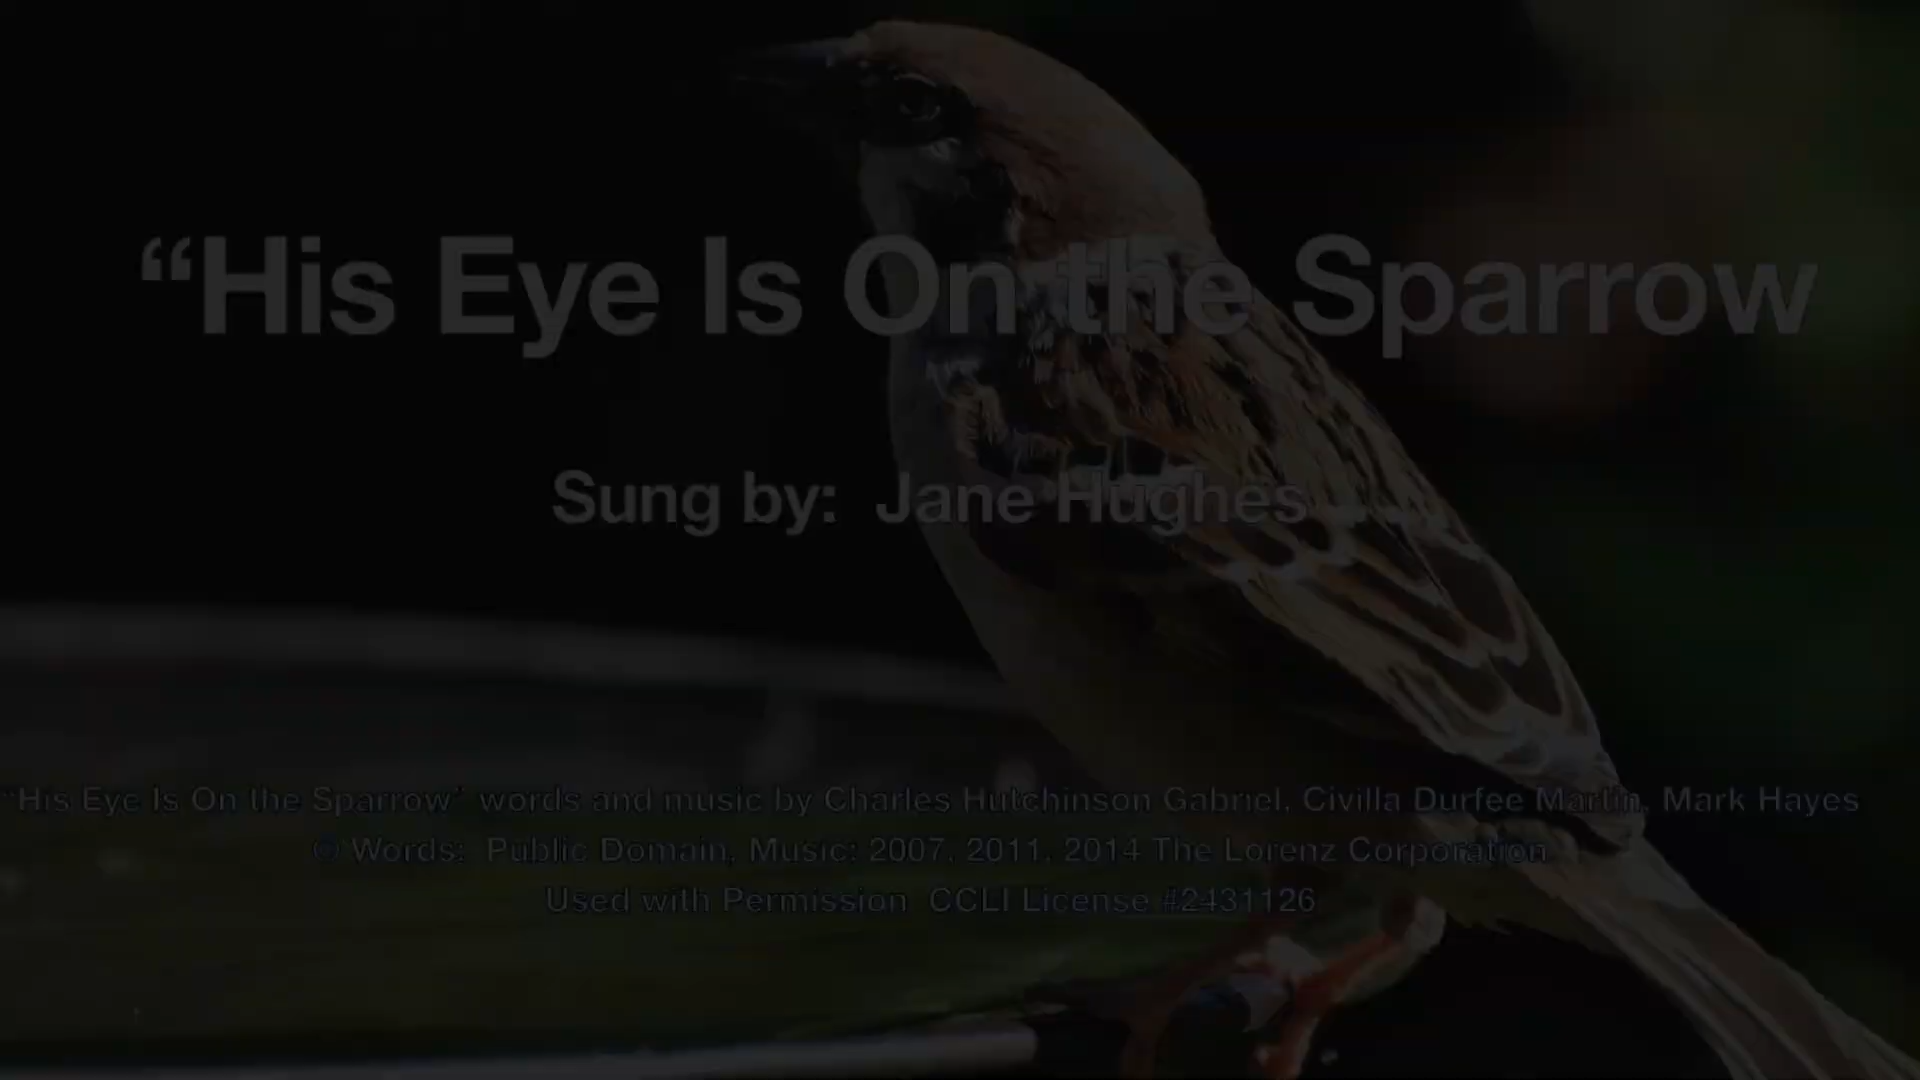 “His Eye Is On the Sparrow
Sung by: Jane Hughes
"His Eye Is On the Sparrow" words and music by Charles Hutchinson Gabriel, Civilla Durfee Martin, Mark Hayes
© Words: Public Domain, Music: 2007, 2011, 2014 The Lorenz Corporation
Used with Permission CCLI License #2431126